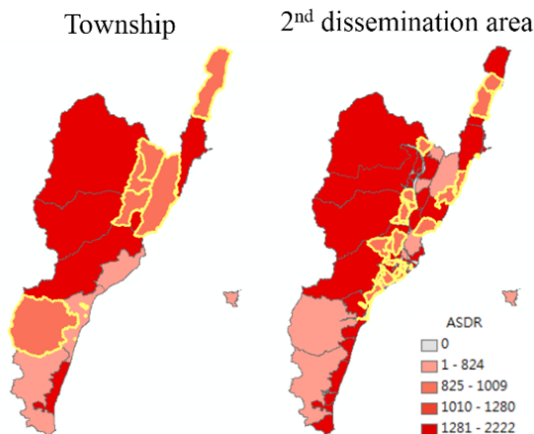 Township
2nd dissemination area
ASDR
0
1 - 824
825 - 1009
1010 - 1280
1281 - 2222